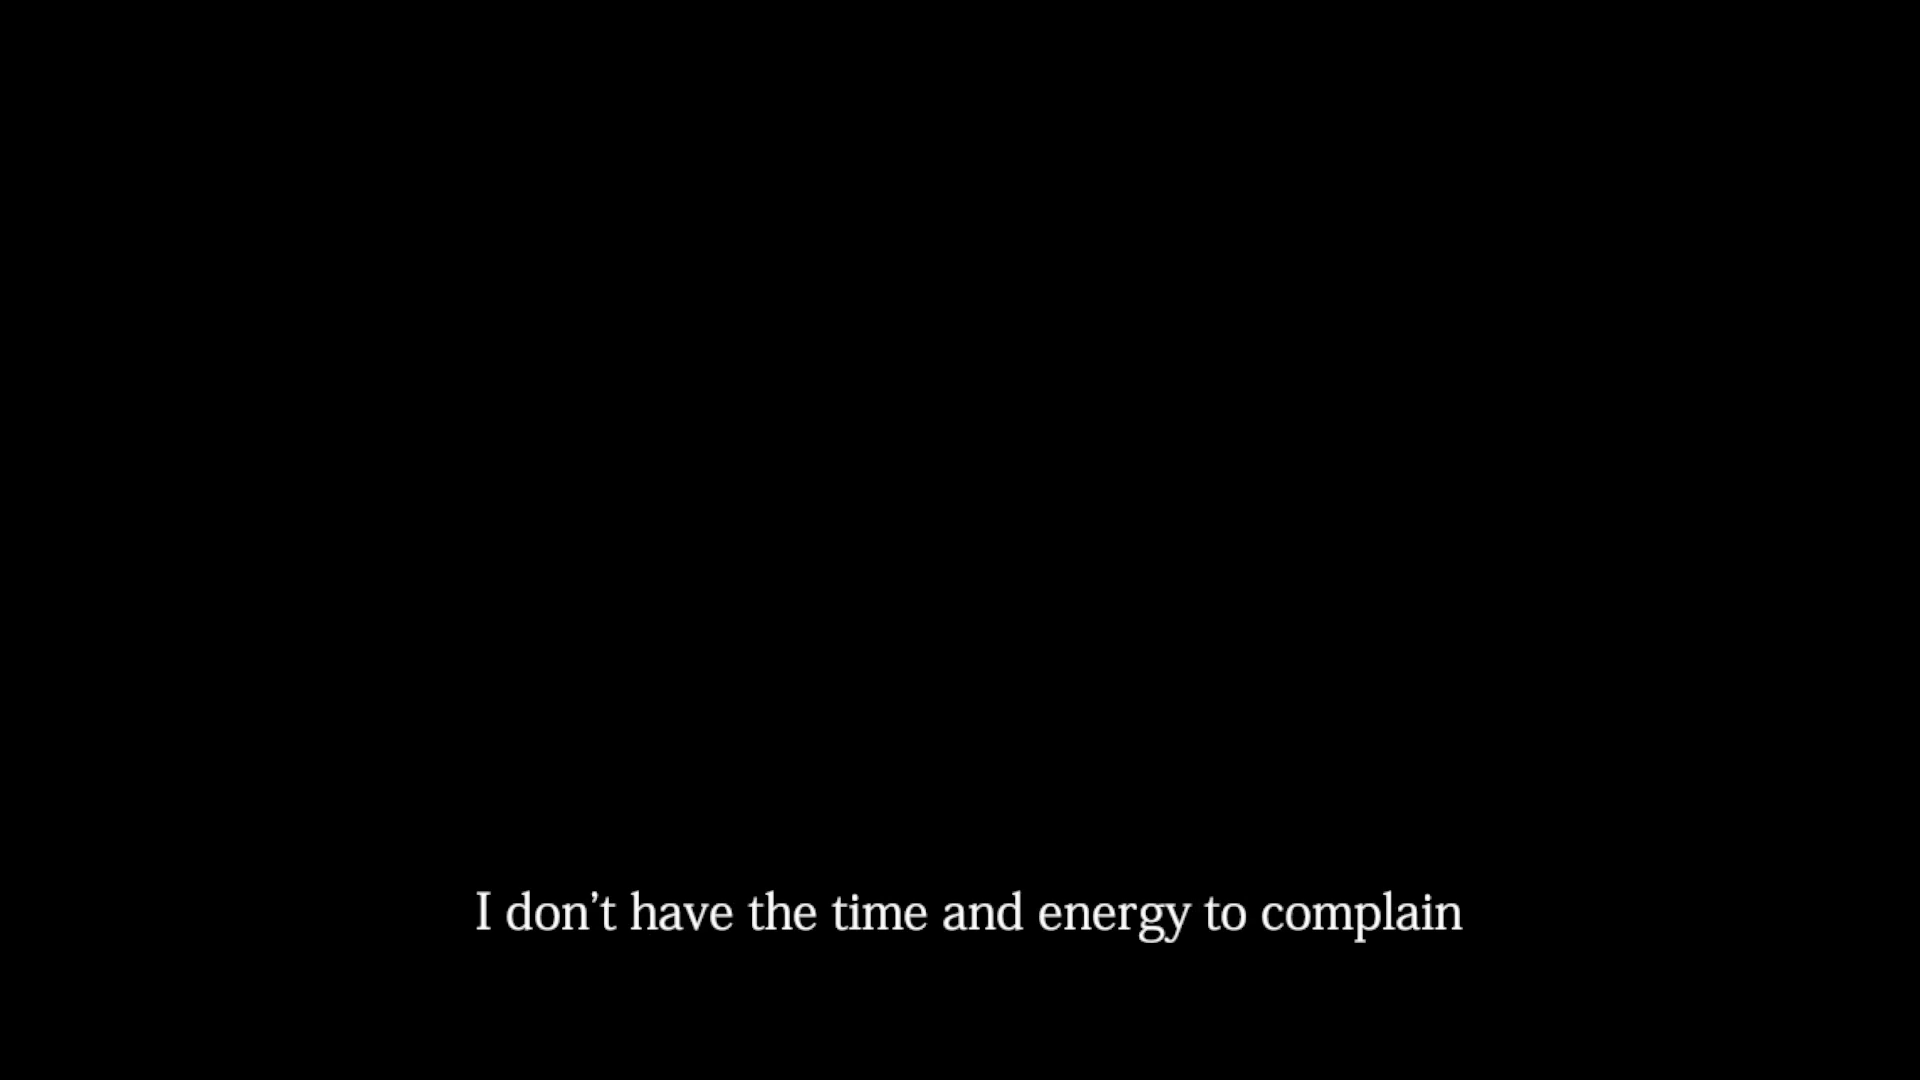 I don’t have the time and energy to complain